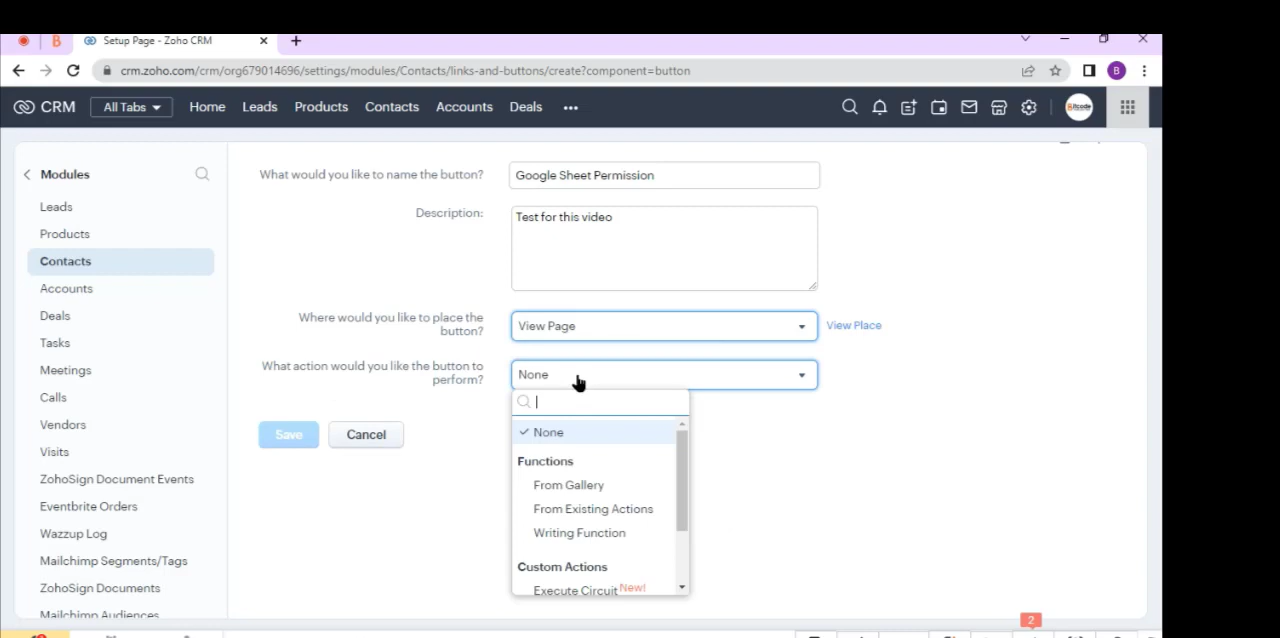 B Setup Page - Zoho CRM
crm.zoho.com/crm/org679014696/settings/modules/Contacts/links-and-buttons/create?component=button
B
CRM All Tabs Home Leads Products Contacts Accounts Deals
Bitcode
Modules
Leads
Products
Contacts
Accounts
Deals
Tasks
Meetings
Calls
Vendors
Visits
ZohoSign Document Events
Eventbrite Orders
Wazzup Log
Mailchimp Segments/Tags
ZohoSign Documents
Mailchimp Audiences
What would you like to name the button? Google Sheet Permission
Description: Test for this video
Where would you like to place the
button?
View Page View Place
What action would you like the button to
perform?
None
None
Functions
From Gallery
From Existing Actions
Writing Function
Custom Actions
Execute Circuit New!
Save Cancel
2